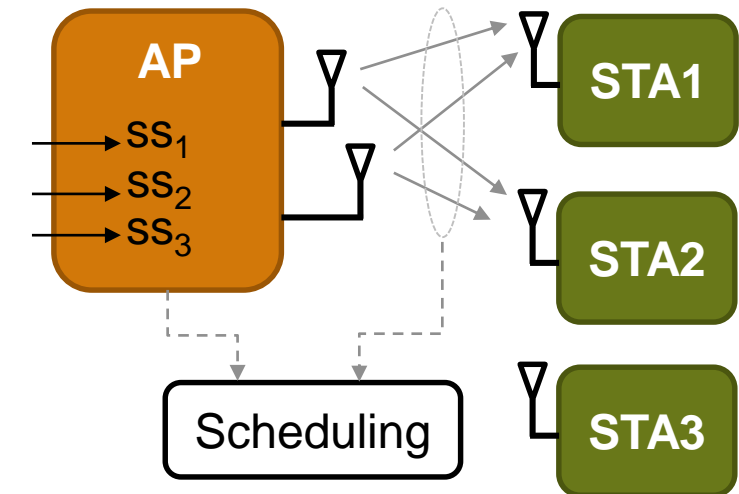 AP
SS₁
SS₂
SS₃
STA1
STA2
STA3
Scheduling